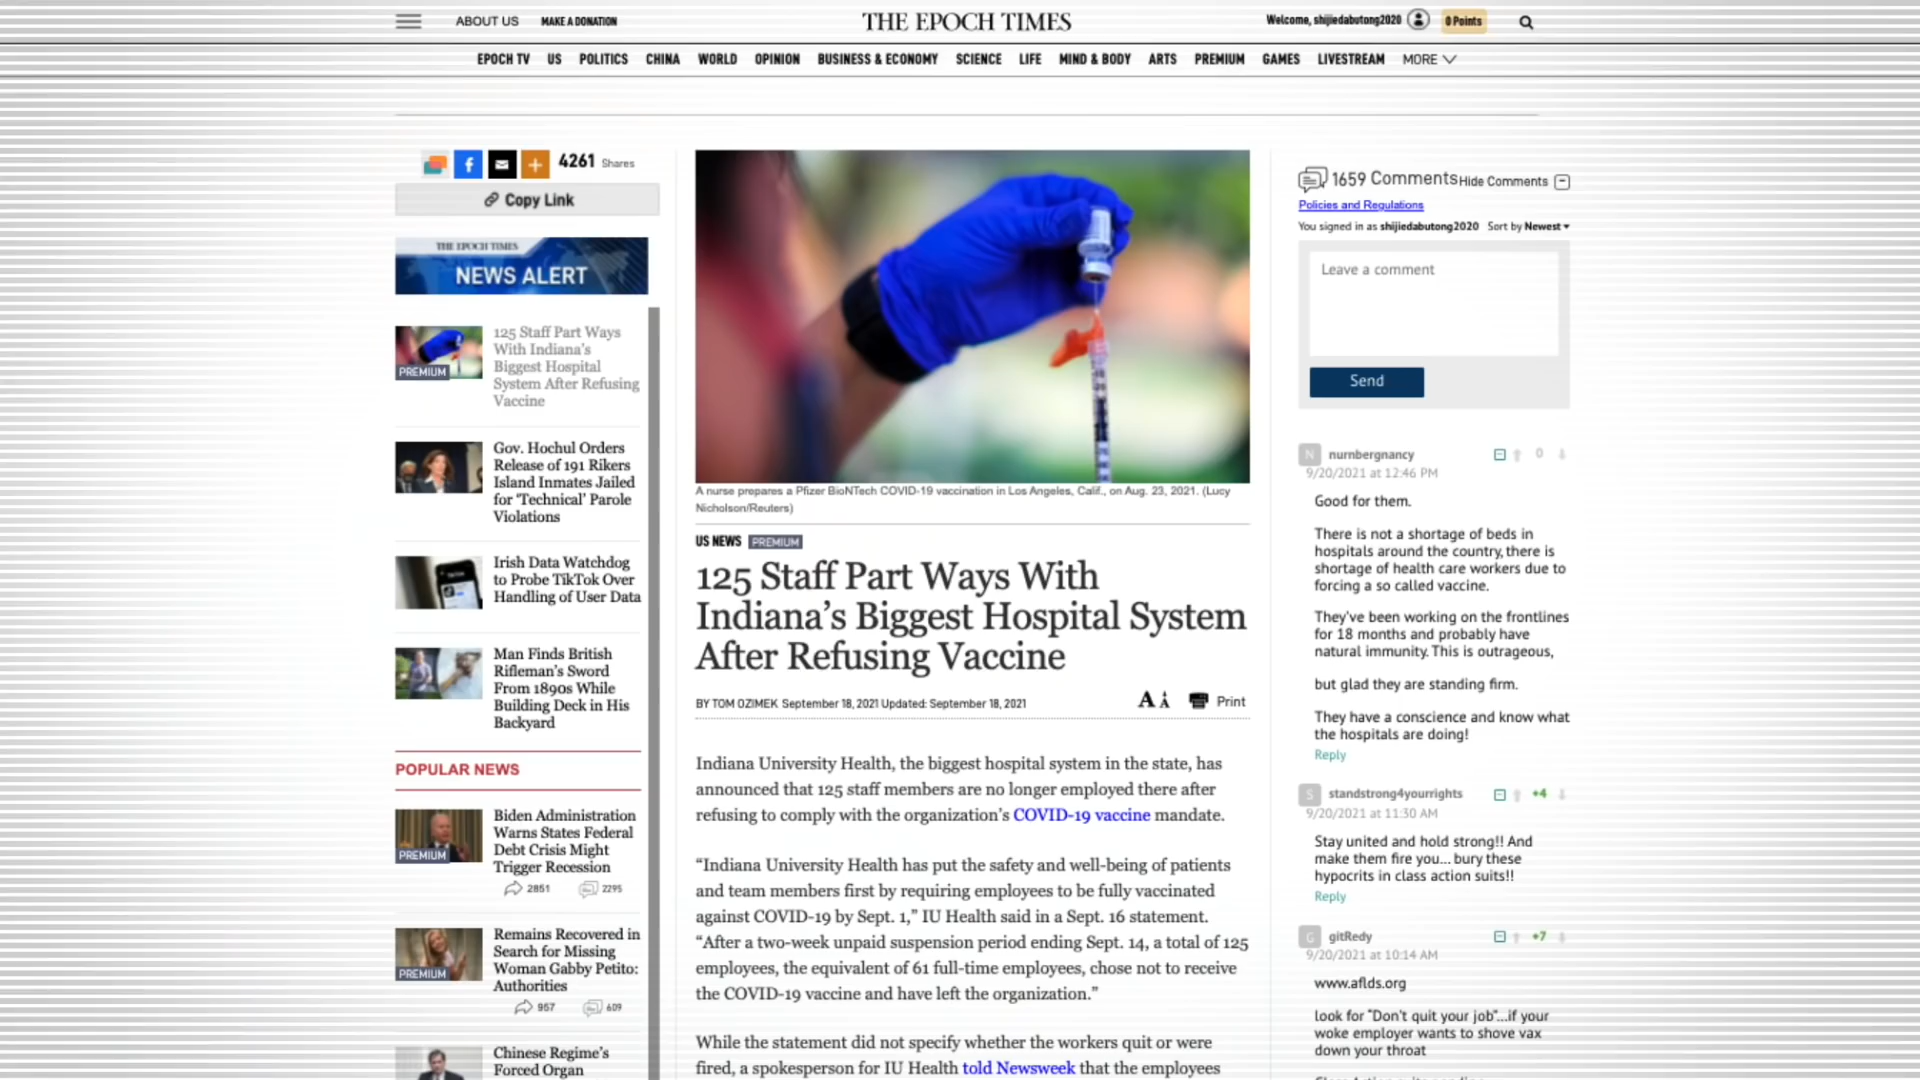 ABOUT US
MAKE A DONATION
THE EPOCH TIMES
Welcome, shijiedabutong2020
0 Points
EPOCH TV US POLITICS CHINA WORLD OPINION BUSINESS & ECONOMY SCIENCE LIFE MIND & BODY ARTS PREMIUM GAMES LIVESTREAM MORE
4261 Shares
Copy Link
THE EPOCH TIMES
NEWS ALERT
PREMIUM
125 Staff Part Ways
With Indiana's
Biggest Hospital
System After Refusing
Vaccine
Gov. Hochul Orders
Release of 191 Rikers
Island Inmates Jailed
for 'Technical' Parole
Violations
Irish Data Watchdog
to Probe TikTok Over
Handling of User Data
Man Finds British
Rifleman's Sword
From 1890s While
Building Deck in His
Backyard
POPULAR NEWS
PREMIUM
Biden Administration
Warns States Federal
Debt Crisis Might
Trigger Recession
2851 2295
PREMIUM
Remains Recovered in
Search for Missing
Woman Gabby Petito:
Authorities
957 609
Chinese Regime's
Forced Organ
A nurse prepares a Pfizer BioNTech COVID-19 vaccination in Los Angeles, Calif., on Aug. 23, 2021. (Lucy
Nicholson/Reuters)
US NEWS PREMIUM
125 Staff Part Ways With
Indiana's Biggest Hospital System
After Refusing Vaccine
BY TOM OZIMEK September 18, 2021 Updated: September 18, 2021
A A Print
Indiana University Health, the biggest hospital system in the state, has
announced that 125 staff members are no longer employed there after
refusing to comply with the organization's COVID-19 vaccine mandate.
“Indiana University Health has put the safety and well-being of patients
and team members first by requiring employees to be fully vaccinated
against COVID-19 by Sept. 1,” IU Health said in a Sept. 16 statement.
“After a two-week unpaid suspension period ending Sept. 14, a total of 125
employees, the equivalent of 61 full-time employees, chose not to receive
the COVID-19 vaccine and have left the organization.”
While the statement did not specify whether the workers quit or were
fired, a spokesperson for IU Health told Newsweek that the employees
1659 Comments Hide Comments
Policies and Regulations
You signed in as shijiedabutong2020 Sort by Newest
Leave a comment
Send
N nurnbergnancy 0
9/20/2021 at 12:46 PM
Good for them.
There is not a shortage of beds in
hospitals around the country, there is
shortage of health care workers due to
forcing a so called vaccine.
They've been working on the frontlines
for 18 months and probably have
natural immunity. This is outrageous,
but glad they are standing firm.
They have a conscience and know what
the hospitals are doing!
Reply
S standstrong4yourrights +4
9/20/2021 at 11:30 AM
Stay united and hold strong!! And
make them fire you... bury these
hypocrits in class action suits!!
Reply
G gitRedy +7
9/20/2021 at 10:14 AM
www.aflds.org
look for “Don't quit your job”...if your
woke employer wants to shove vax
down your throat